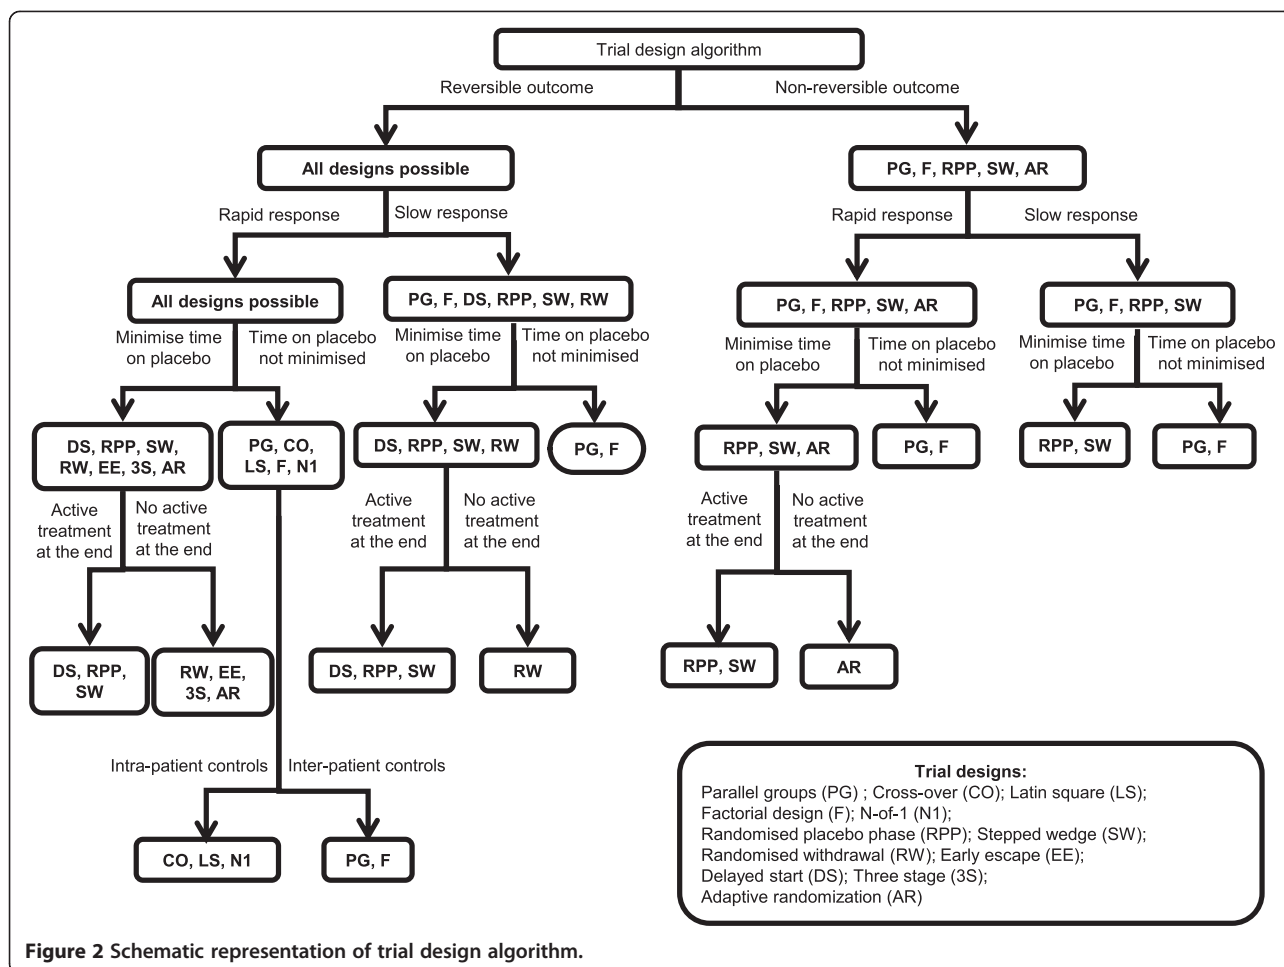 Trial design algorithm
Reversible outcome
Non-reversible outcome
All designs possible
PG, F, RPP, SW, AR
Rapid response
Slow response
Rapid response
Slow response
All designs possible
PG, F, DS, RPP, SW, RW
PG, F, RPP, SW, AR
PG, F, RPP, SW
Minimise time
on placebo
Time on placebo
not minimised
Minimise time
on placebo
Time on placebo
not minimised
Minimise time
on placebo
Time on placebo
not minimised
Minimise time
on placebo
Time on placebo
not minimised
DS, RPP, SW,
RW, EE, 3S, AR
PG, CO,
LS, F, N1
DS, RPP, SW, RW
PG, F
RPP, SW, AR
PG, F
RPP, SW
PG, F
Active
treatment
at the end
No active
treatment
at the end
Active
treatment
at the end
No active
treatment
at the end
Active
treatment
at the end
No active
treatment
at the end
DS, RPP,
SW
RW, EE,
3S, AR
DS, RPP, SW
RW
RPP, SW
AR
Intra-patient controls
Inter-patient controls
CO, LS, N1
PG, F
Trial designs:
Parallel groups (PG) ; Cross-over (CO); Latin square (LS);
Factorial design (F); N-of-1 (N1);
Randomised placebo phase (RPP); Stepped wedge (SW);
Randomised withdrawal (RW); Early escape (EE);
Delayed start (DS); Three stage (3S);
Adaptive randomization (AR)
Figure 2 Schematic representation of trial design algorithm.